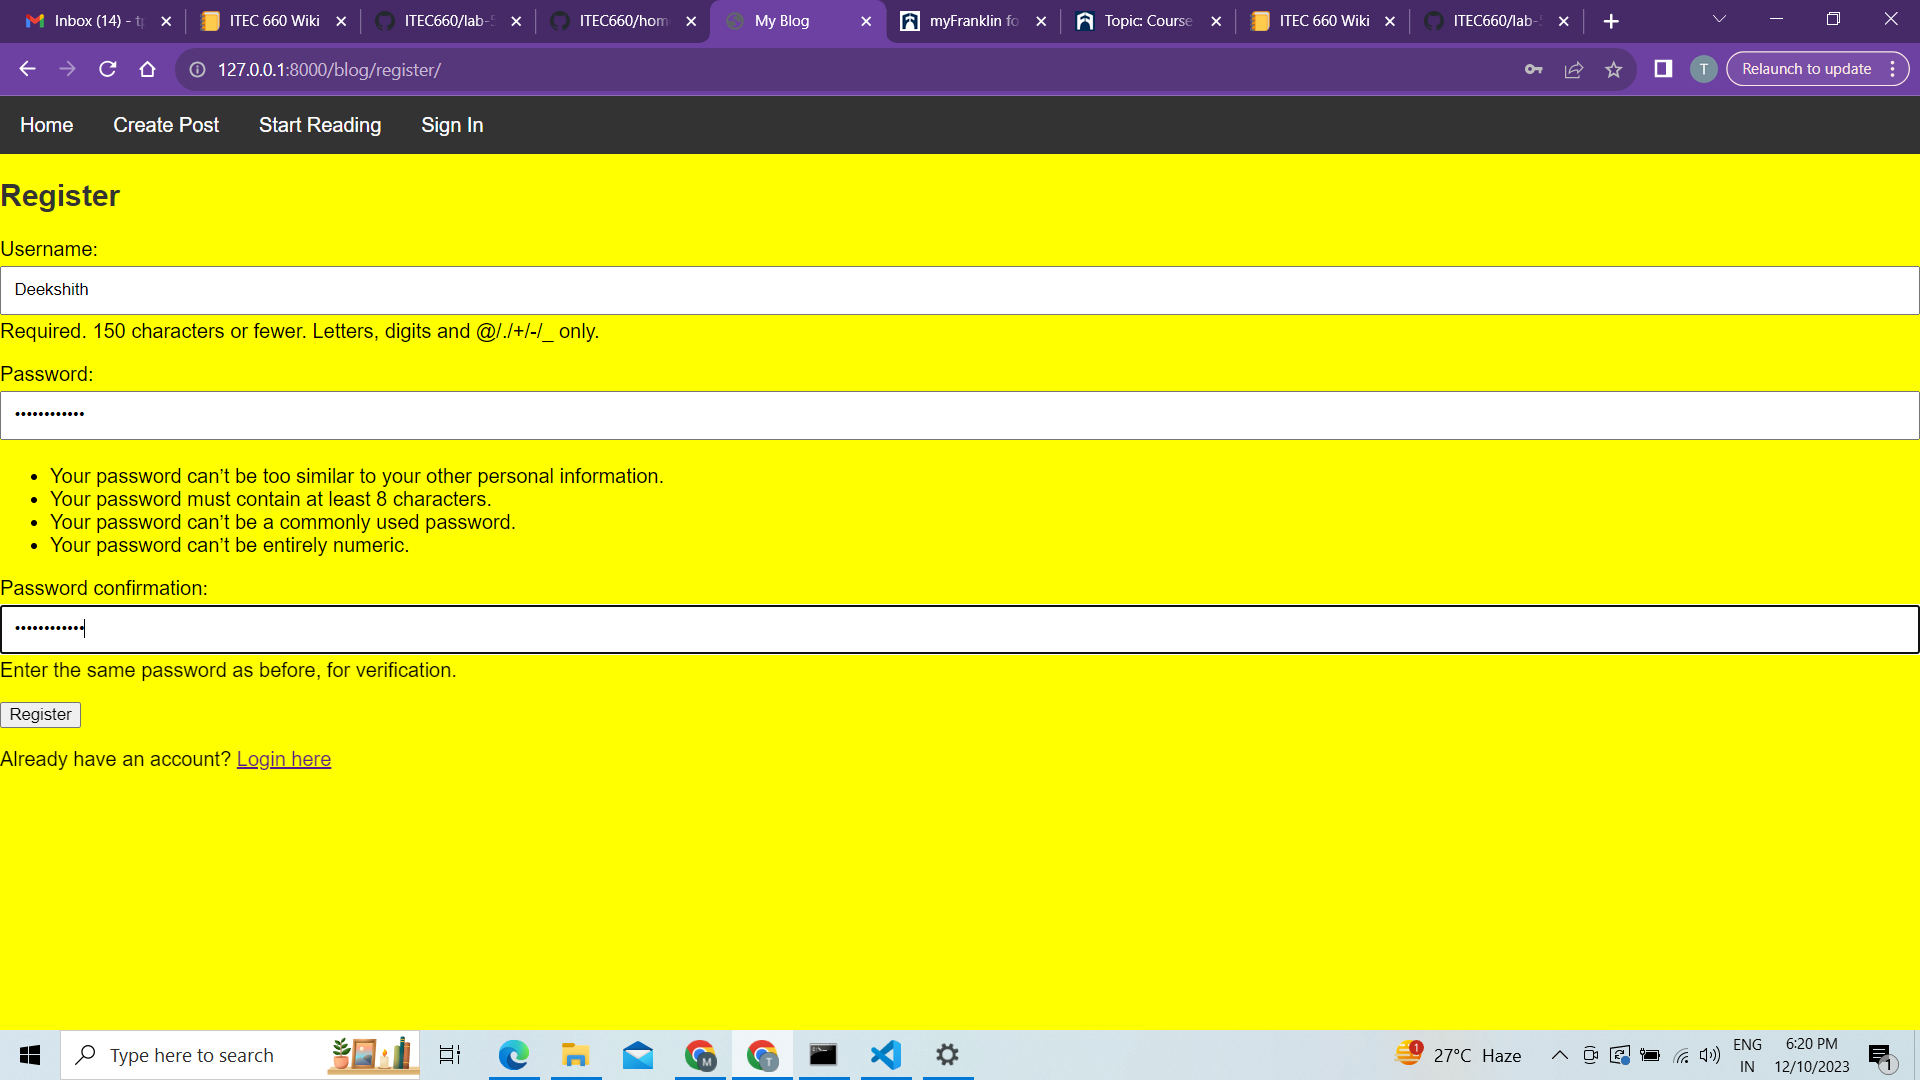 Inbox (14) - tp
ITEC 660 Wiki
ITEC660/lab-5
ITEC660/hom
My Blog
myFranklin fo
Topic: Course
ITEC 660 Wiki
ITEC660/lab-5
127.0.0.1:8000/blog/register/
T
Relaunch to update
Home Create Post Start Reading Sign In
Register
Username:
Deekshith
Required. 150 characters or fewer. Letters, digits and @/./+/-/_ only.
Password:
••••••••••••
• Your password can’t be too similar to your other personal information.
• Your password must contain at least 8 characters.
• Your password can’t be a commonly used password.
• Your password can’t be entirely numeric.
Password confirmation:
••••••••••••
Enter the same password as before, for verification.
Register
Already have an account? Login here
Type here to search
M
T
1
27°C Haze
ENG
IN
6:20 PM
12/10/2023
1